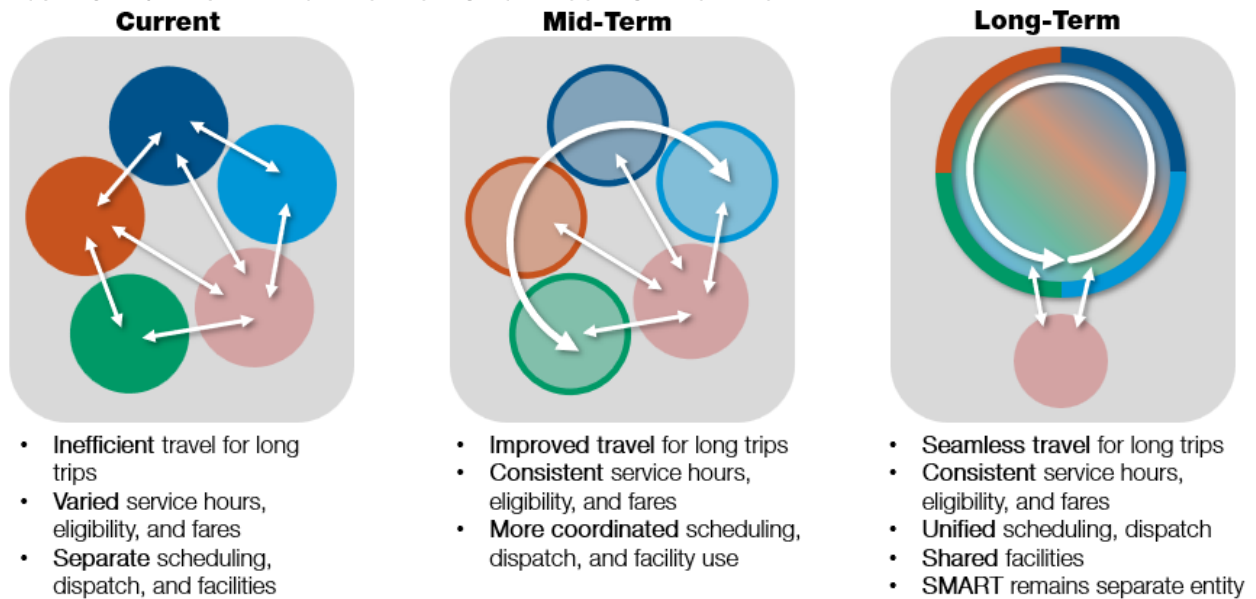 Current
Mid-Term
Long-Term
• Inefficient travel for long
trips
• Varied service hours,
eligibility, and fares
• Separate scheduling,
dispatch, and facilities
• Improved travel for long trips
• Consistent service hours,
eligibility, and fares
• More coordinated scheduling,
dispatch, and facility use
• Seamless travel for long trips
• Consistent service hours,
eligibility, and fares
• Unified scheduling, dispatch
• Shared facilities
• SMART remains separate entity